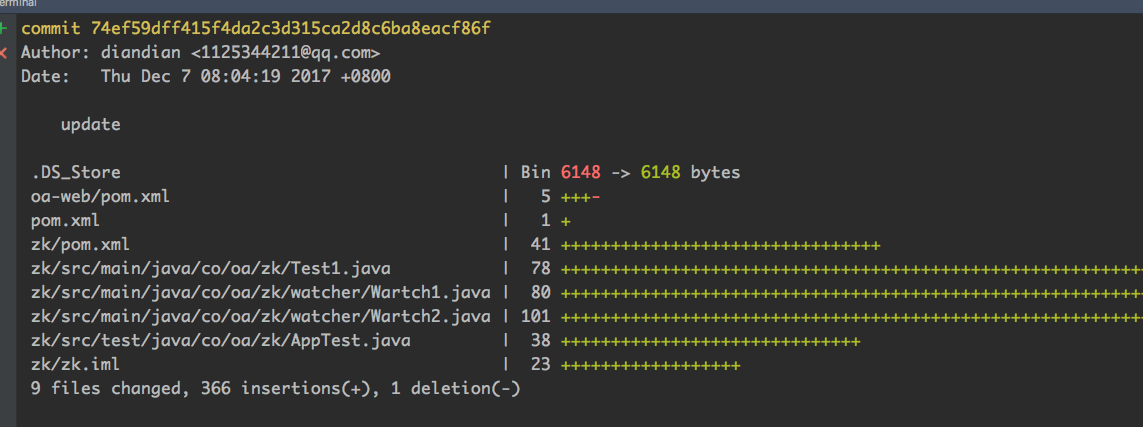 erminal
commit 74ef59dff415f4da2c3d315ca2d8c6ba8eacf86f
Author: diandian <1125344211@qq.com>
Date:   Thu Dec 7 08:04:19 2017 +0800
update
.DS_Store | Bin 6148 -> 6148 bytes
oa-web/pom.xml | 5 +++-
pom.xml | 1 +
zk/pom.xml | 41 ++++++++++++++++++++++++++++++++
zk/src/main/java/co/oa/zk/Test1.java | 78 ++++++++++++++++++++++++++++++++++++++++++++++++++++++++++
zk/src/main/java/co/oa/zk/watcher/Wartch1.java | 80 ++++++++++++++++++++++++++++++++++++++++++++++++++++++++++
zk/src/main/java/co/oa/zk/watcher/Wartch2.java | 101 ++++++++++++++++++++++++++++++++++++++++++++++++++++++++++
zk/src/test/java/co/oa/zk/AppTest.java | 38 ++++++++++++++++++++++++++++++
zk/zk.iml | 23 ++++++++++++++++++
9 files changed, 366 insertions(+), 1 deletion(-)